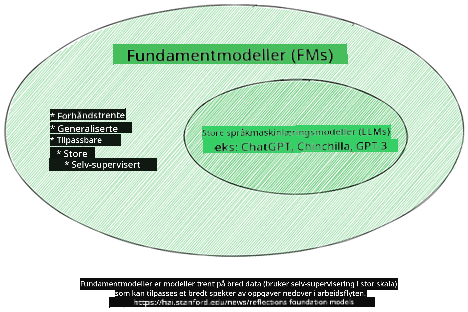 Fundamentmodeller (FMs)
* Forhåndstrente
* Generaliserte
* Tilpassbare
* Store
* Selv-supervisert
Store språkmaskinlæringsmodeller (LLMs)
eks: ChatGPT, Chinchilla, GPT 3
Fundamentmodeller er modeller trent på bred data (bruker selv-supervisering i stor skala)
som kan tilpasses et bredt spekter av oppgaver nedover i arbeidsflyten
https://hai.stanford.edu/news/reflections-foundation-models